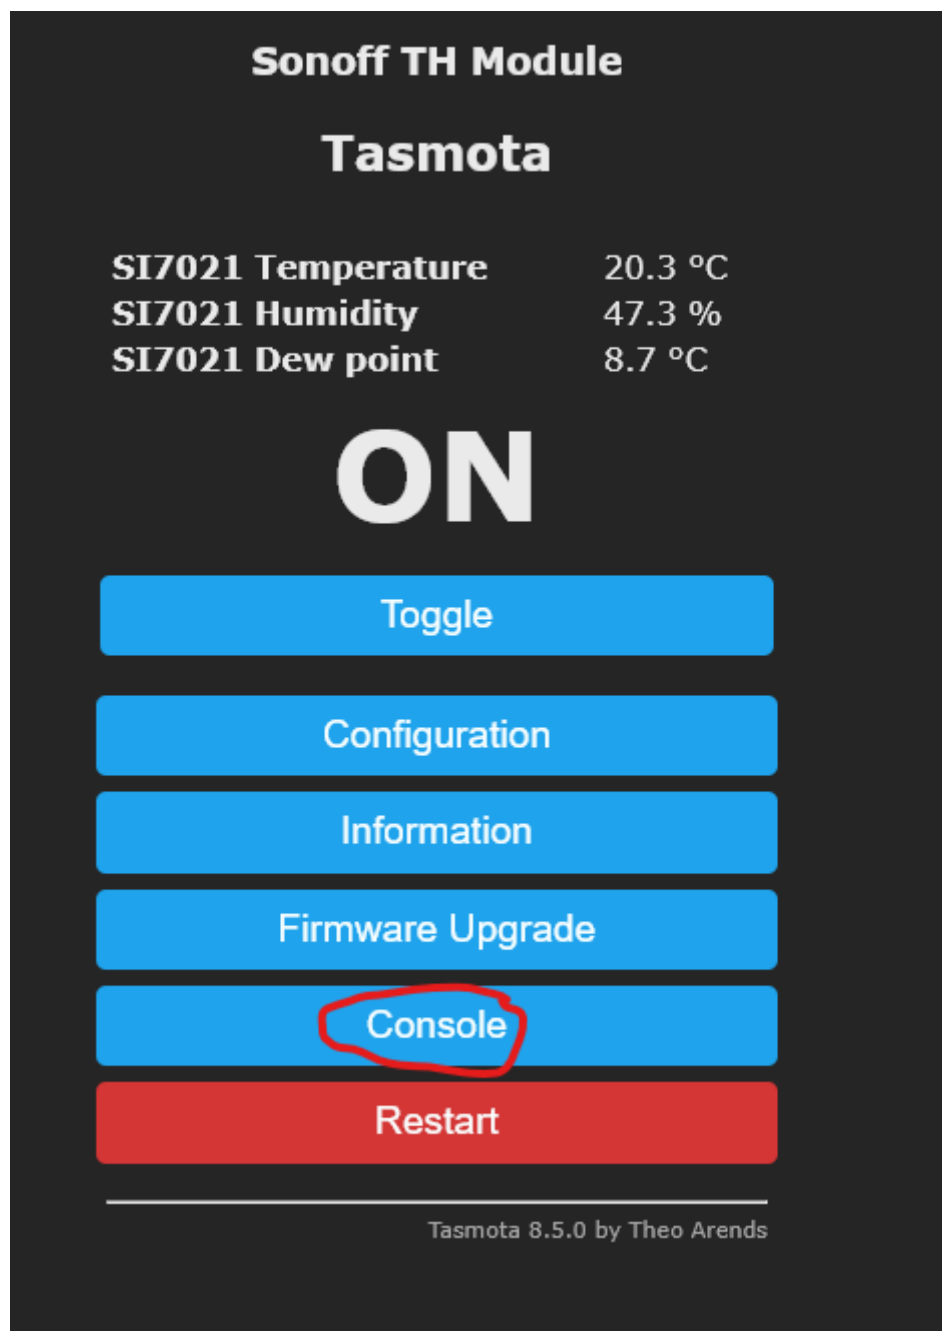 Sonoff TH Module
Tasmota
SI7021 Temperature 20.3 °C
SI7021 Humidity 47.3 %
SI7021 Dew point 8.7 °C
ON
Toggle
Configuration
Information
Firmware Upgrade
Console
Restart
Tasmota 8.5.0 by Theo Arends